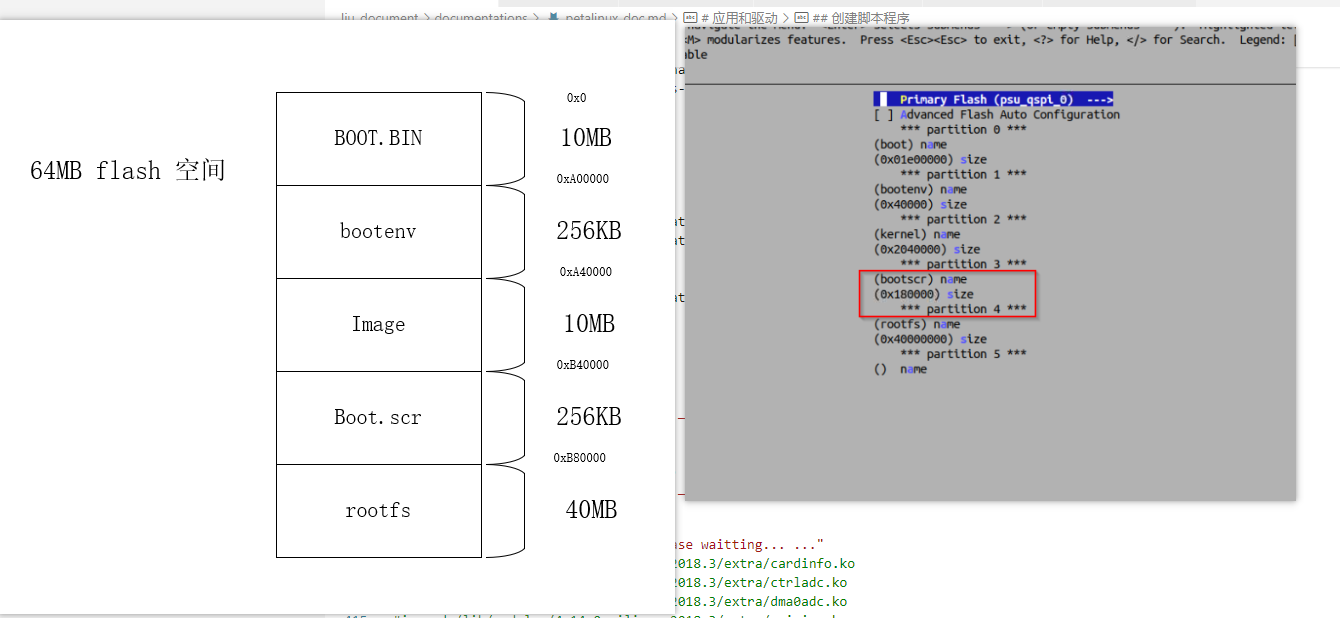 liu_document > documentations > petalinux_doc.md > # 应用和驱动 > ## 创建脚本程序
<M> modularizes features. Press <Esc><Esc> to exit, <?> for Help, </> for Search. Legend: [
able
64MB flash 空间
BOOT.BIN
bootenv
Image
Boot.scr
rootfs
0x0
10MB
0xA00000
256KB
0xA40000
10MB
0xB40000
256KB
0xB80000
40MB
Primary Flash (psu_qspi_0) --->
[ ] Advanced Flash Auto Configuration
*** partition 0 ***
(boot) name
(0x01e00000) size
*** partition 1 ***
(bootenv) name
(0x40000) size
*** partition 2 ***
(kernel) name
(0x2040000) size
*** partition 3 ***
(bootscr) name
(0x180000) size
*** partition 4 ***
(rootfs) name
(0x40000000) size
*** partition 5 ***
() name
ase waitting... ..."
2018.3/extra/cardinfo.ko
2018.3/extra/ctrladc.ko
2018.3/extra/dma0adc.ko